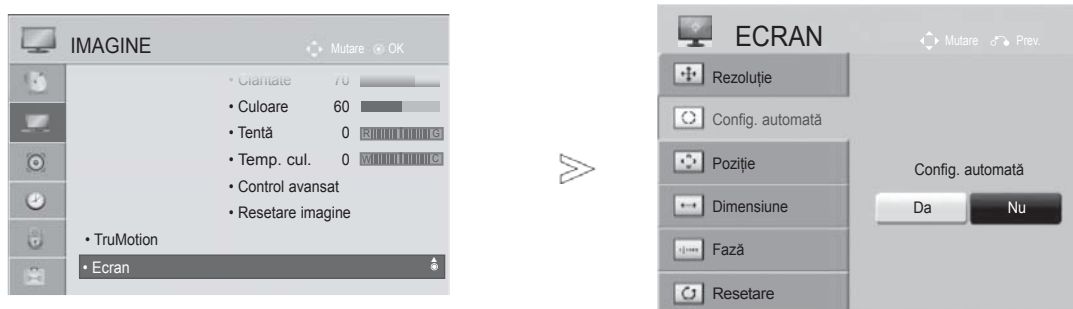 IMAGINE
Mutare OK
• Claritate 70
• Culoare 60
• Tentă 0 R G
• Temp. cul. 0 W C
• Control avansat
• Resetare imagine
• TruMotion
• Ecran
ECRAN
Mutare Prev.
Rezoluție
Config. automată
Poziție
Dimensiune
Fază
Resetare
Config. automată
Da Nu